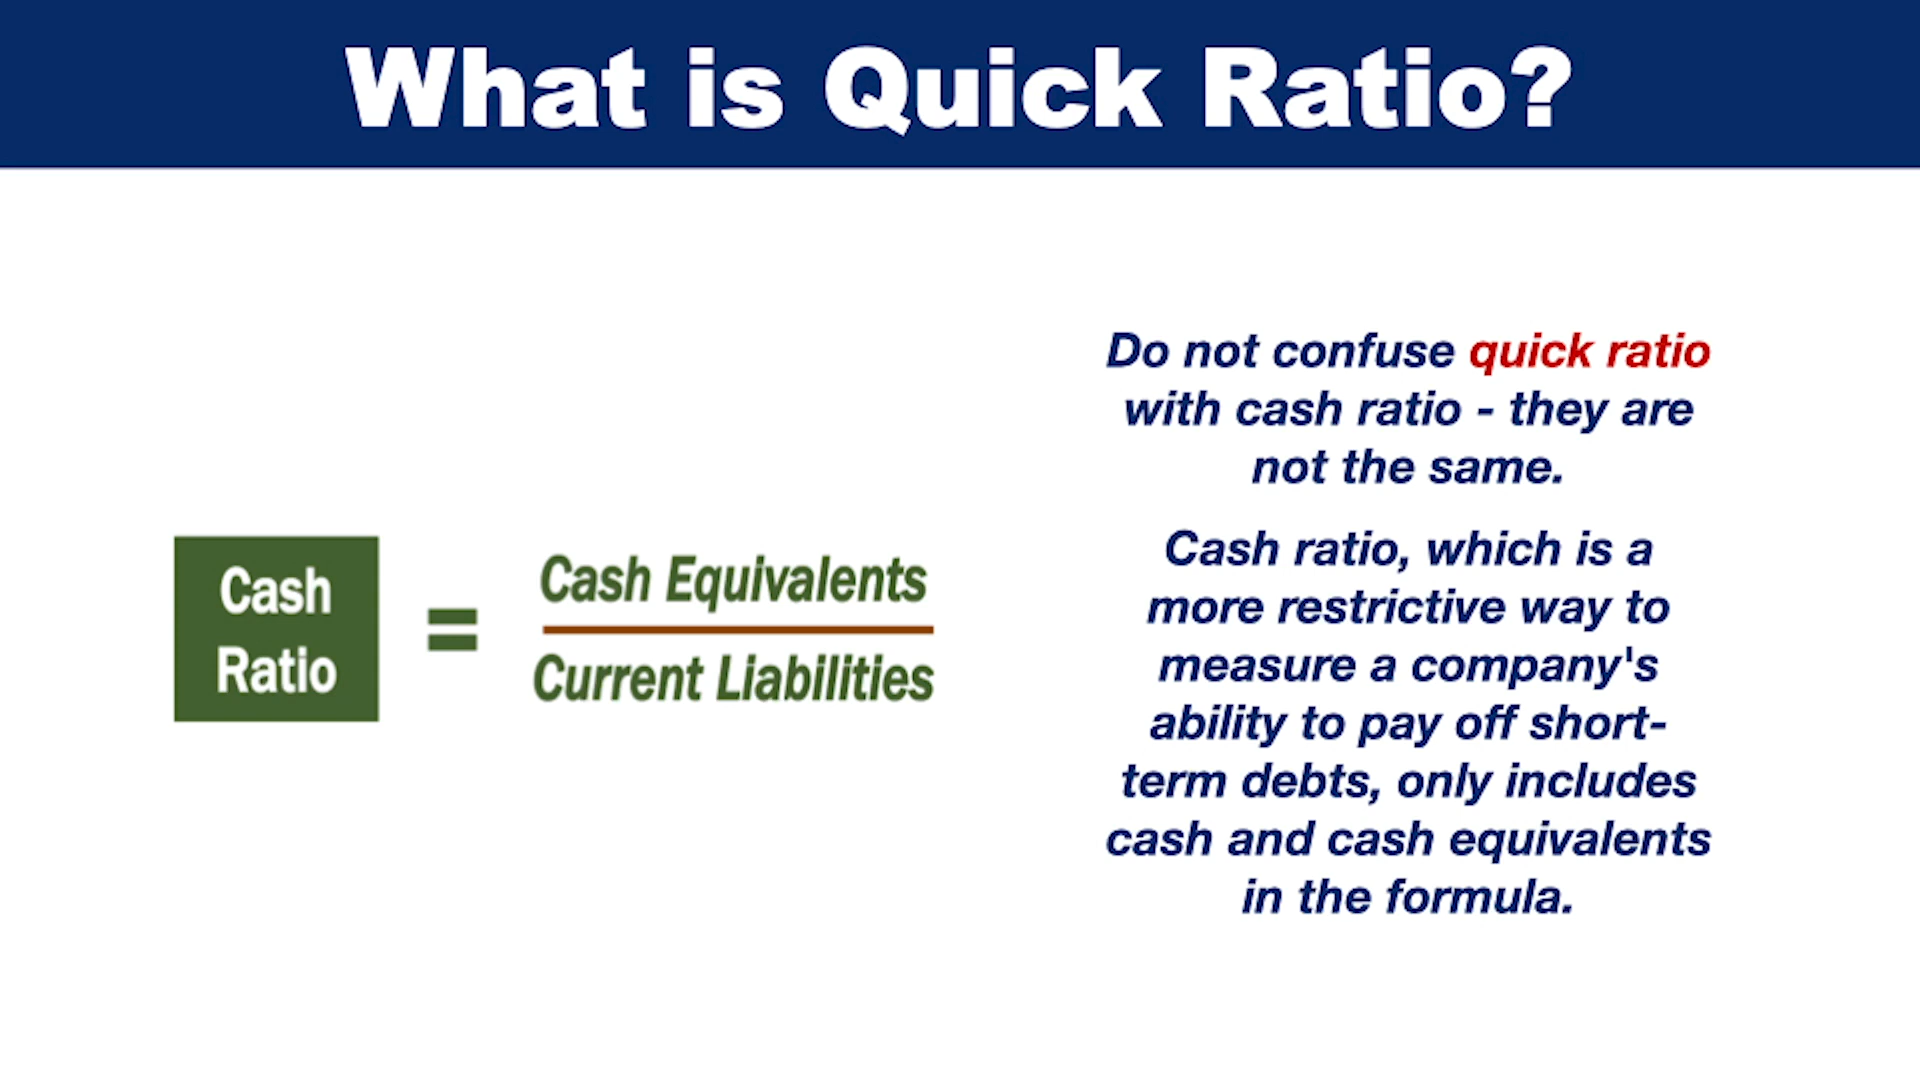 What is Quick Ratio?
Cash
Ratio
=
Cash Equivalents
Current Liabilities
Do not confuse quick ratio
with cash ratio - they are
not the same.
Cash ratio, which is a
more restrictive way to
measure a company's
ability to pay off short-
term debts, only includes
cash and cash equivalents
in the formula.